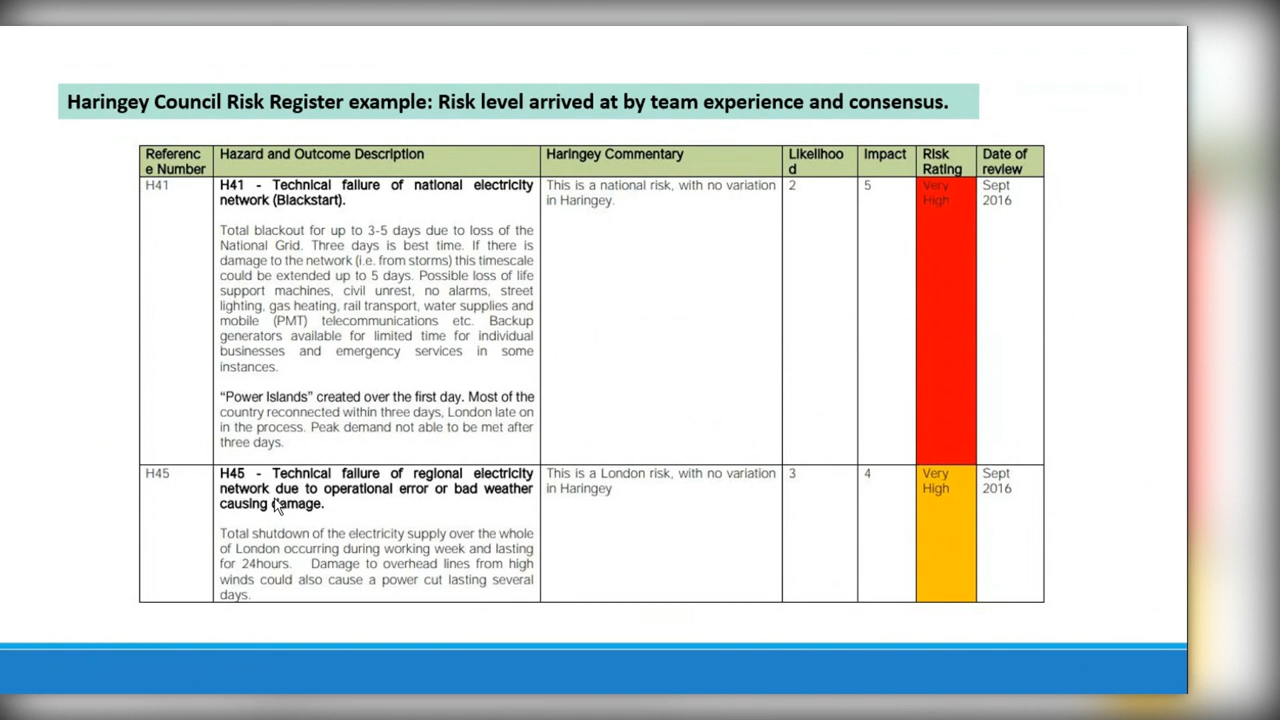 Haringey Council Risk Register example: Risk level arrived at by team experience and consensus.
Referenc
e Number
Hazard and Outcome Description
Haringey Commentary
Likelihoo
d
Impact
Risk
Rating
Date of
review
H41
H41 - Technical failure of national electricity
network (Blackstart).
Total blackout for up to 3-5 days due to loss of the
National Grid. Three days is best time. If there is
damage to the network (i.e. from storms) this timescale
could be extended up to 5 days. Possible loss of life
support machines, civil unrest, no alarms, street
lighting, gas heating, rail transport, water supplies and
mobile (PMT) telecommunications etc. Backup
generators available for limited time for individual
businesses and emergency services in some
instances.
“Power Islands” created over the first day. Most of the
country reconnected within three days, London late on
in the process. Peak demand not able to be met after
three days.
This is a national risk, with no variation
in Haringey.
2
5
Very
High
Sept
2016
H45
H45 - Technical failure of regional electricity
network due to operational error or bad weather
causing damage.
Total shutdown of the electricity supply over the whole
of London occurring during working week and lasting
for 24hours. Damage to overhead lines from high
winds could also cause a power cut lasting several
days.
This is a London risk, with no variation
in Haringey
3
4
Very
High
Sept
2016